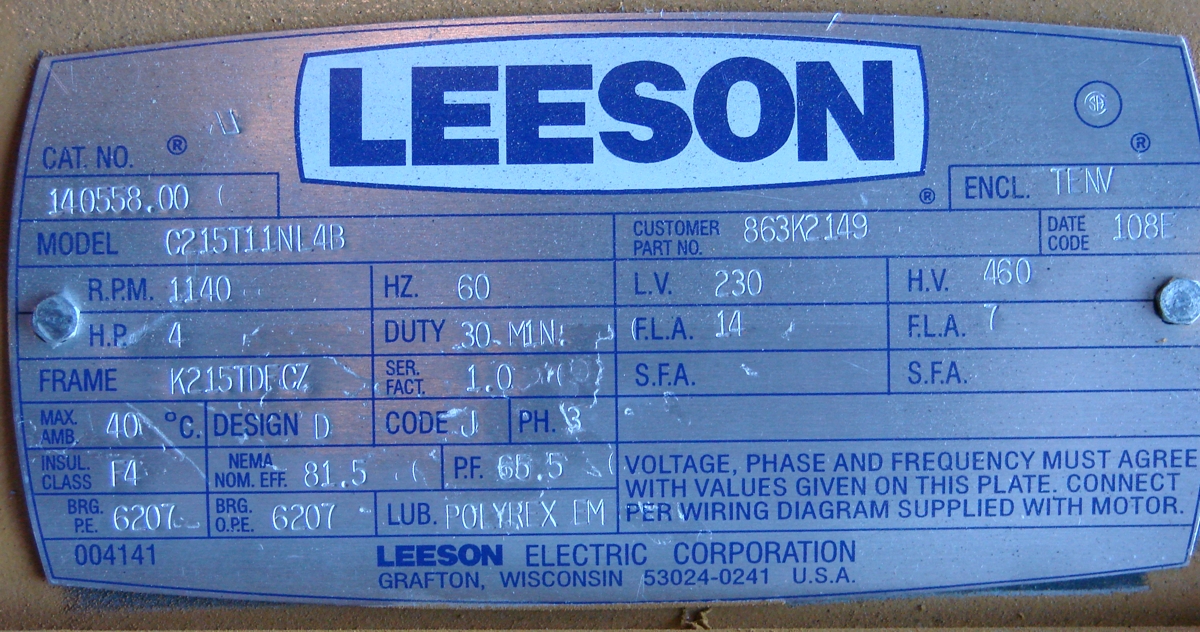 LEESON
CAT. NO. ®
140558.00
® ENCL. TENV
MODEL C215T11NL4B
CUSTOMER PART NO. 863K2149
DATE CODE 108E
R.P.M. 1140 HZ. 60 L.V. 230 H.V. 460
H.P. 4 DUTY 30 MIN. F.L.A. 14 F.L.A. 7
FRAME K215TDFCZ SER. FACT. 1.0 S.F.A. S.F.A.
MAX. AMB. 40 °C. DESIGN D CODE J PH. 3
INSUL. CLASS F4 NEMA NOM. EFF. 81.5 P.F. 65.5
BRG. P.E. 6207 BRG. O.P.E. 6207 LUB. POLYREX EM
VOLTAGE, PHASE AND FREQUENCY MUST AGREE
WITH VALUES GIVEN ON THIS PLATE. CONNECT
PER WIRING DIAGRAM SUPPLIED WITH MOTOR.
004141 LEESON ELECTRIC CORPORATION
GRAFTON, WISCONSIN 53024-0241 U.S.A.